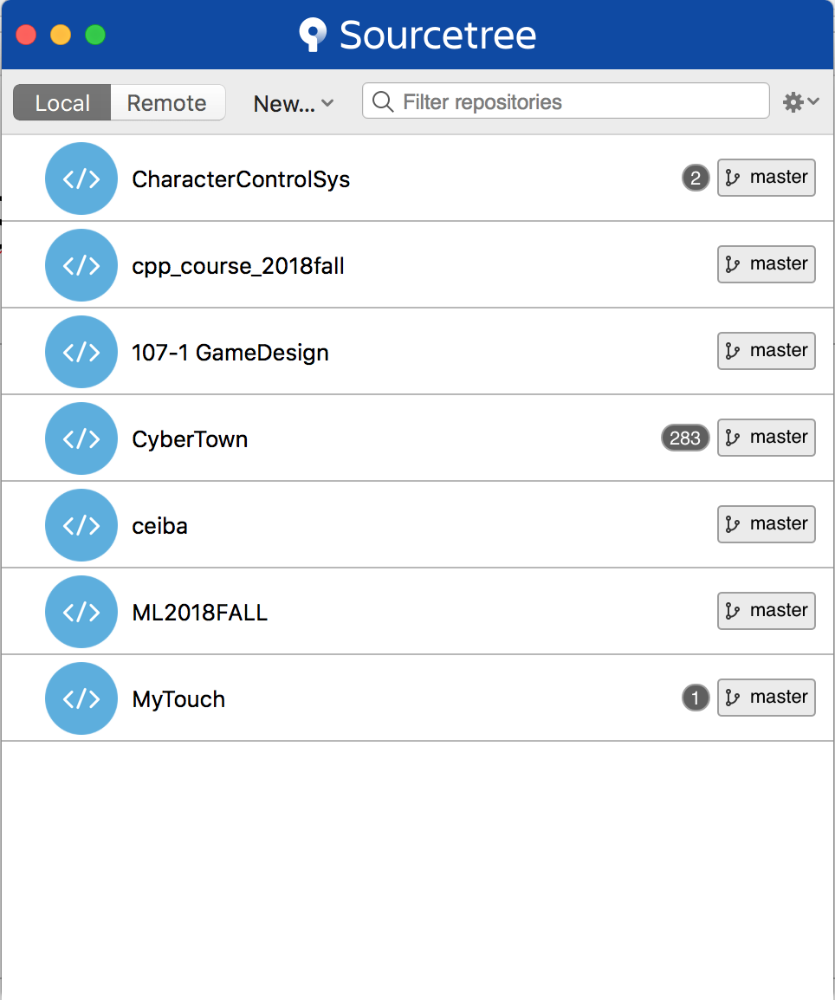 Sourcetree
Local Remote New... Filter repositories
</> CharacterControlSys 2 master
</> cpp_course_2018fall master
</> 107-1 GameDesign master
</> CyberTown 283 master
</> ceiba master
</> ML2018FALL master
</> MyTouch 1 master